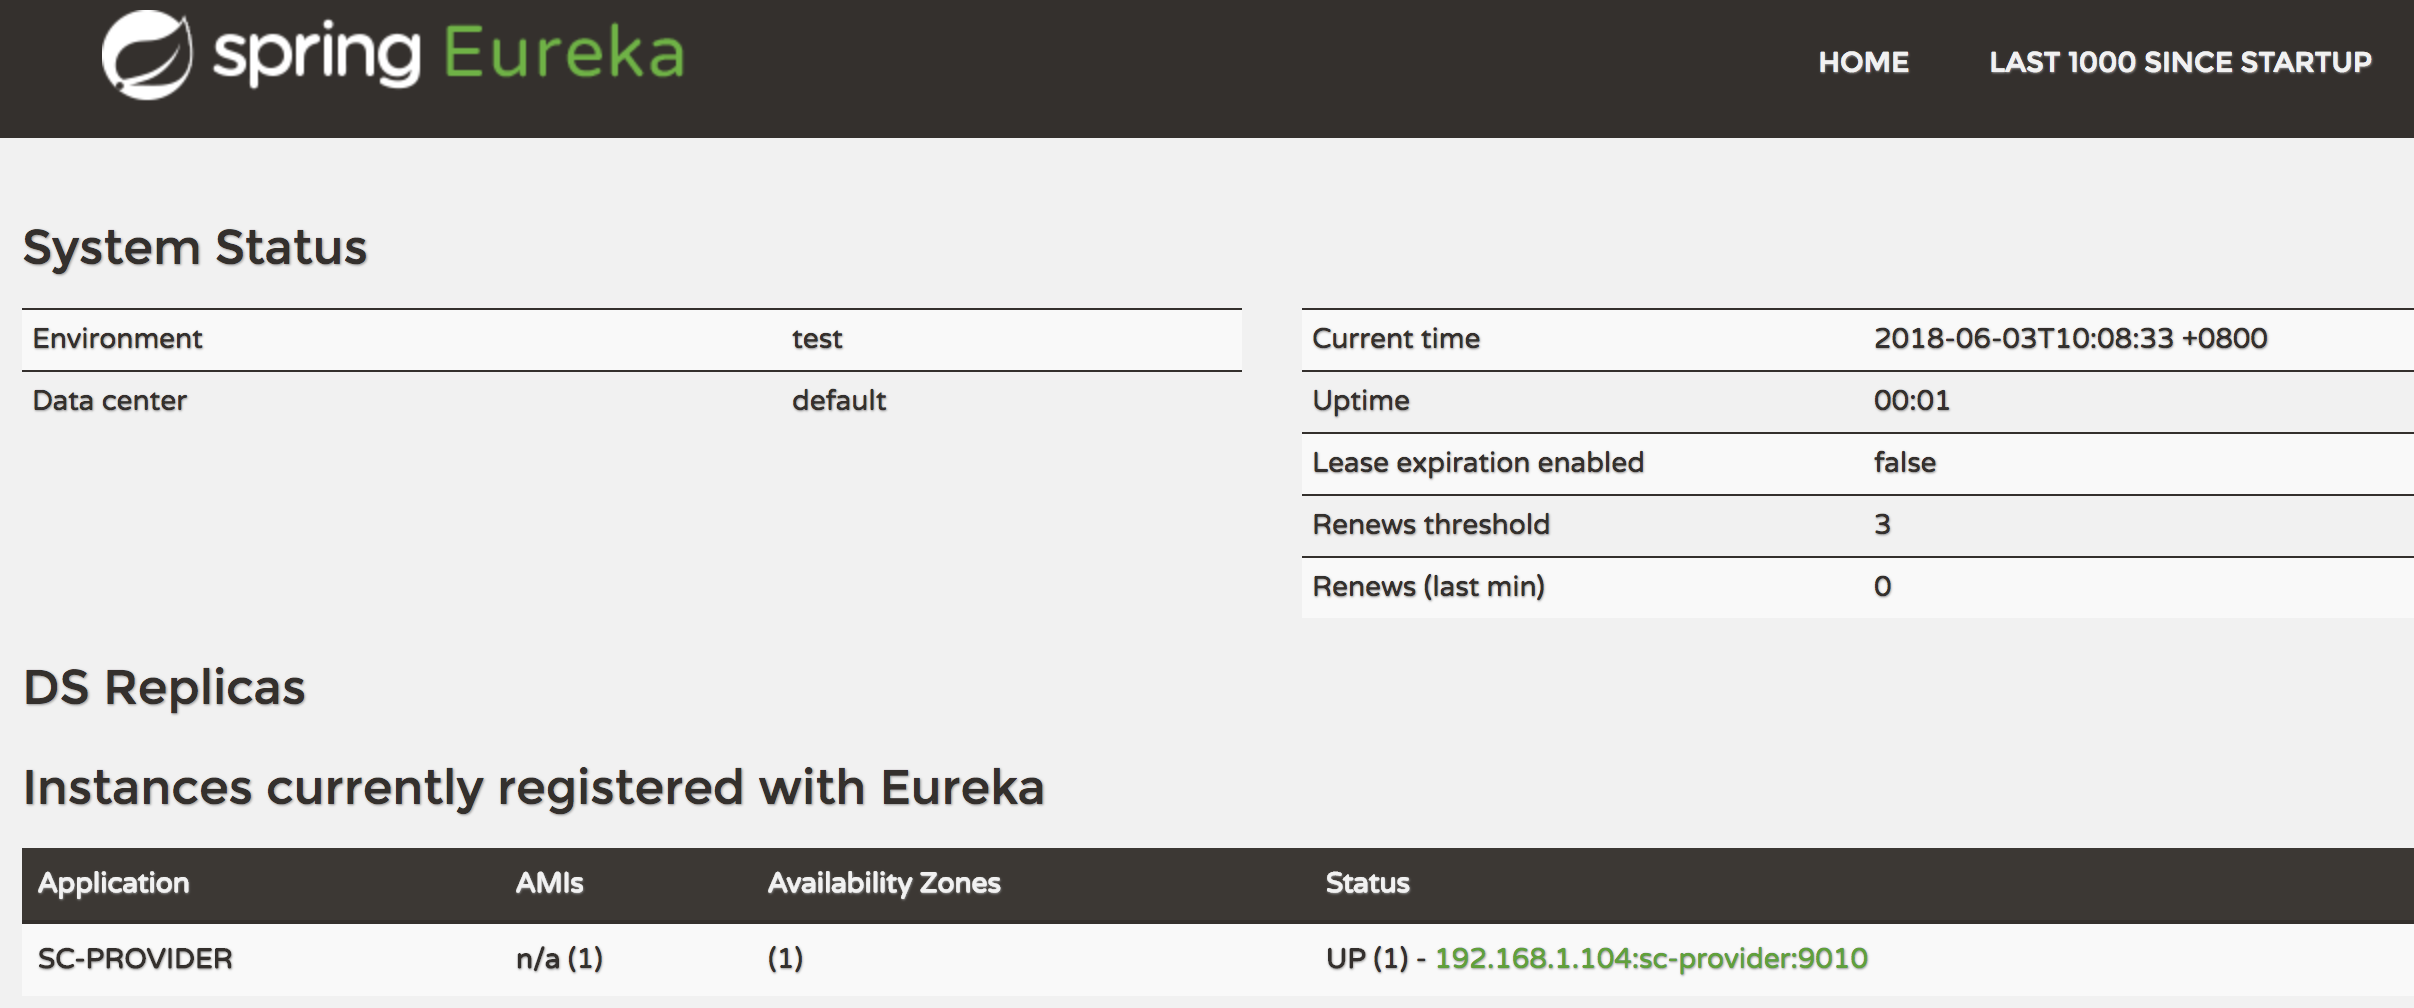 spring Eureka
HOME LAST 1000 SINCE STARTUP
System Status
Environment test
Data center default
Current time 2018-06-03T10:08:33 +0800
Uptime 00:01
Lease expiration enabled false
Renews threshold 3
Renews (last min) 0
DS Replicas
Instances currently registered with Eureka
Application AMIs Availability Zones Status
SC-PROVIDER n/a (1) (1) UP (1) - 192.168.1.104:sc-provider:9010